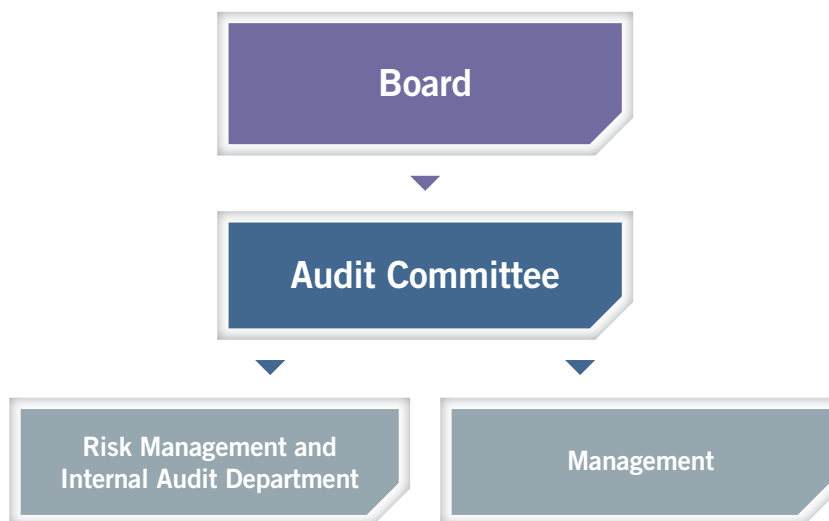 Board
Audit Committee
Risk Management and
Internal Audit Department
Management